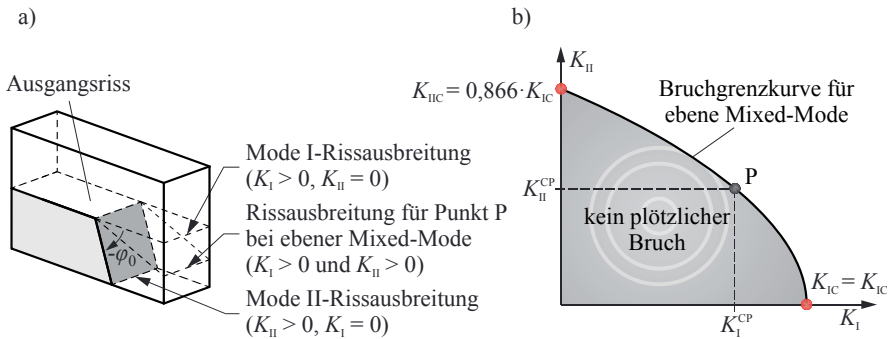 a)
Ausgangsriss
-φ₀
Mode I-Rissausbreitung
(K_I > 0, K_II = 0)
Rissausbreitung für Punkt P
bei ebener Mixed-Mode
(K_I > 0 und K_II > 0)
Mode II-Rissausbreitung
(K_II > 0, K_I = 0)
b)
K_II
K_IIC = 0,866·K_IC
Bruchgrenzkurve für
ebene Mixed-Mode
K_II^CP
P
kein plötzlicher
Bruch
K_IC = K_IC
K_I^CP
K_I